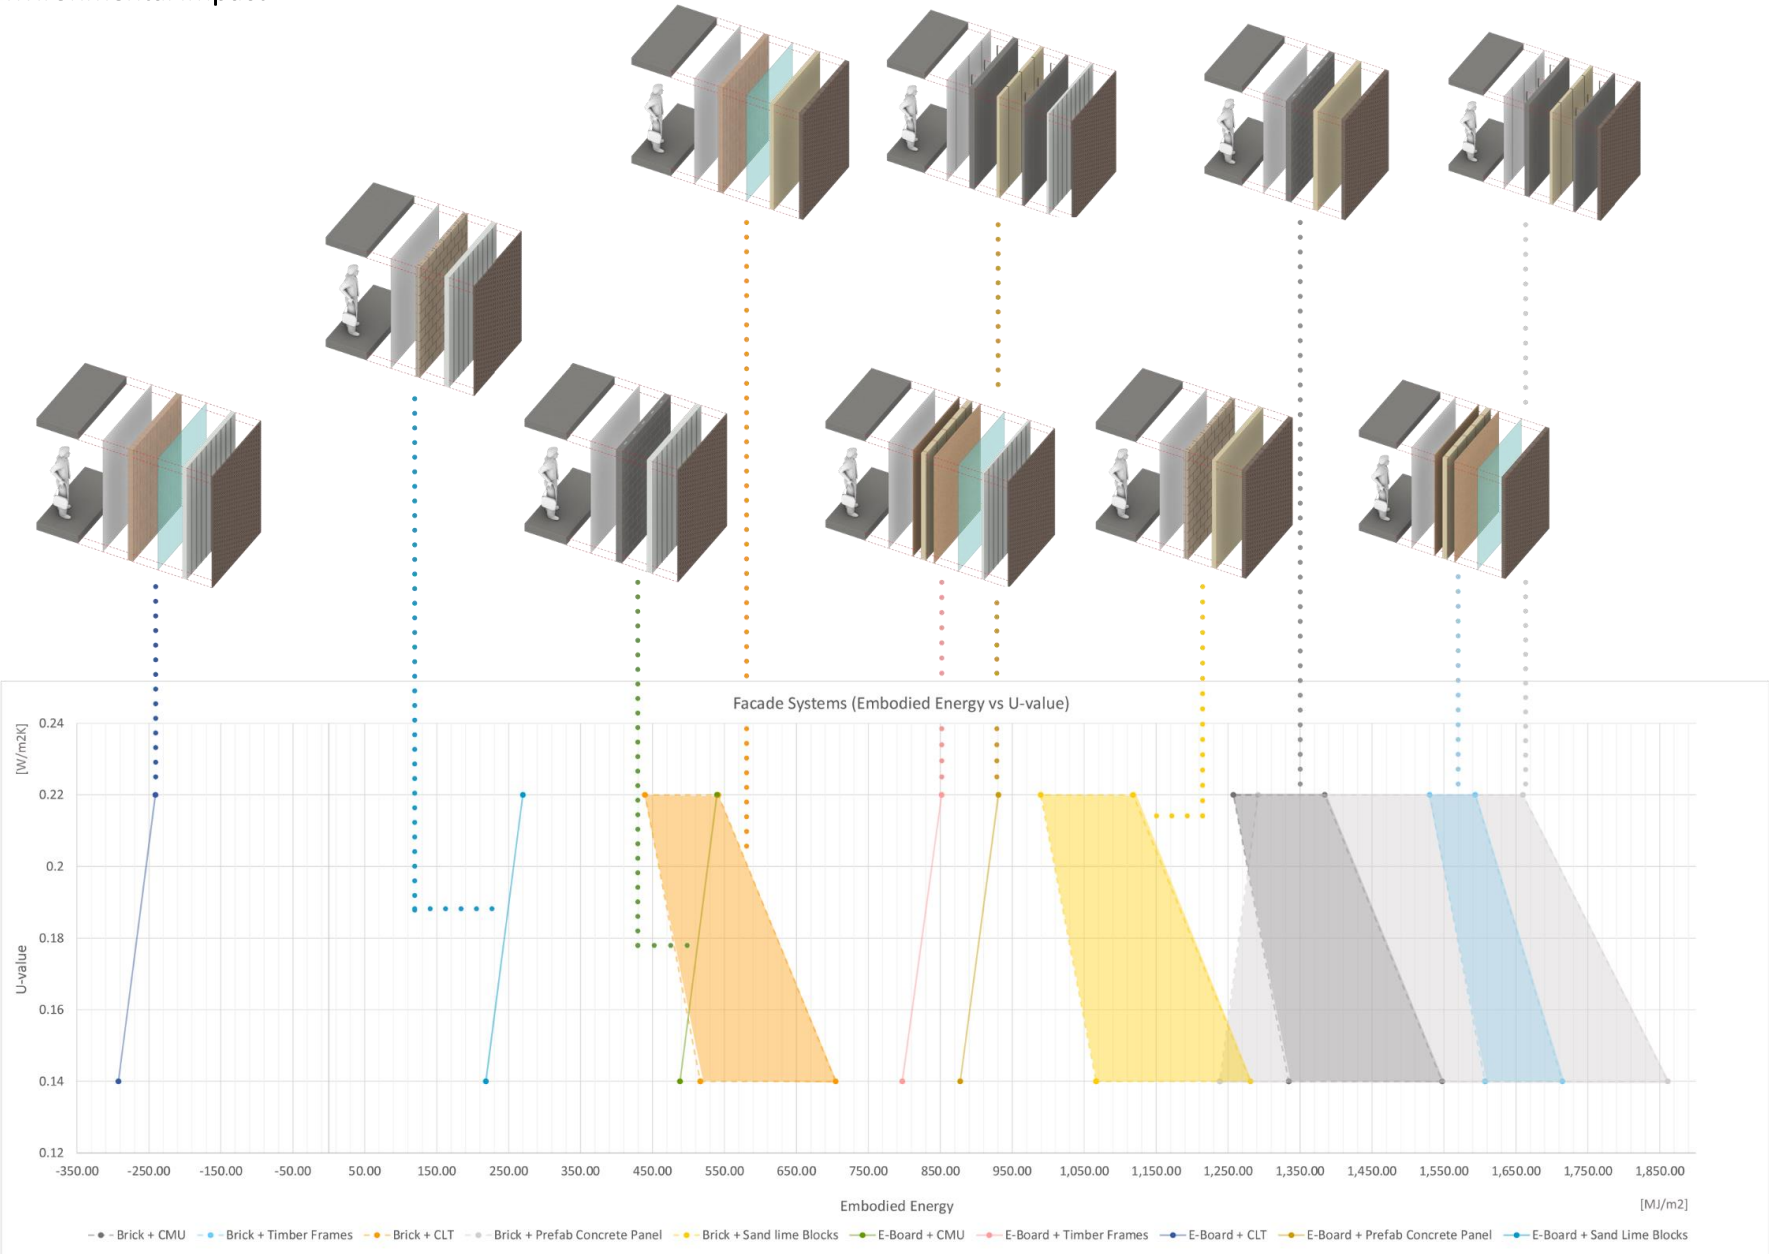 Facade Systems (Embodied Energy vs U-value)
[W/m2K]
0.24
0.22
0.2
0.18
0.16
0.14
0.12
U-value
-350.00 -250.00 -150.00 -50.00 50.00 150.00 250.00 350.00 450.00 550.00 650.00 750.00 850.00 950.00 1,050.00 1,150.00 1,250.00 1,350.00 1,450.00 1,550.00 1,650.00 1,750.00 1,850.00
Embodied Energy
[MJ/m2]
Brick + CMU Brick + Timber Frames Brick + CLT Brick + Prefab Concrete Panel Brick + Sand lime Blocks E-Board + CMU E-Board + Timber Frames E-Board + CLT E-Board + Prefab Concrete Panel E-Board + Sand Lime Blocks